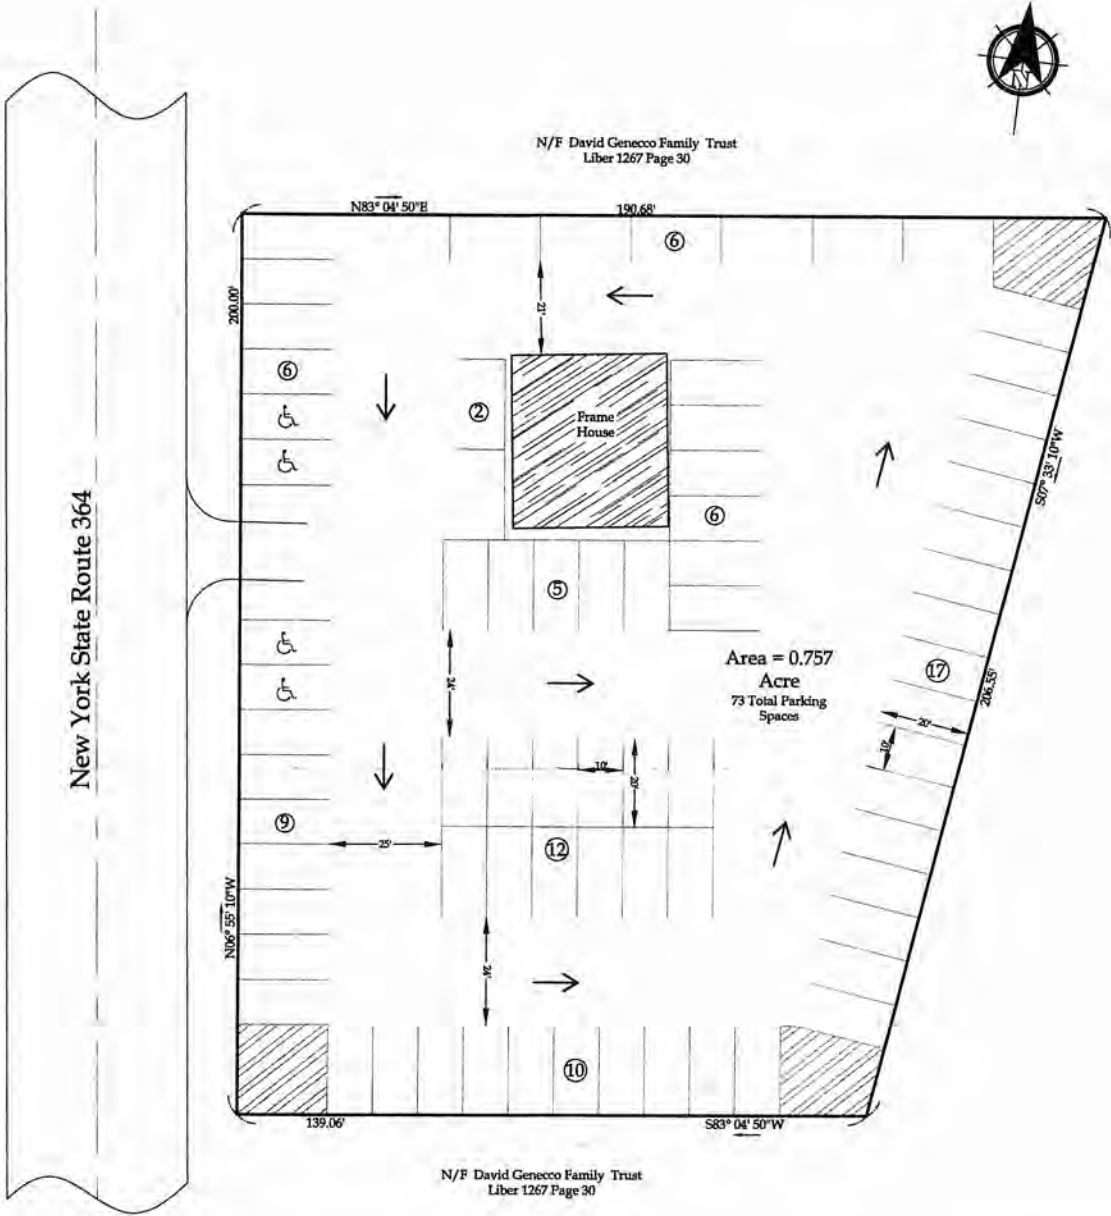 N
N/F David Genecco Family Trust
Liber 1267 Page 30
N83° 04' 50"E
190.68'
6
200.00'
21'
6
2
Frame
House
S07° 33' 10"W
6
5
New York State Route 364
Area = 0.757
Acre
73 Total Parking
Spaces
17
206.55'
24'
20'
10'
10'
20'
9
25'
12
N06° 55' 10"W
24'
10
139.06'
S83° 04' 50"W
N/F David Genecco Family Trust
Liber 1267 Page 30